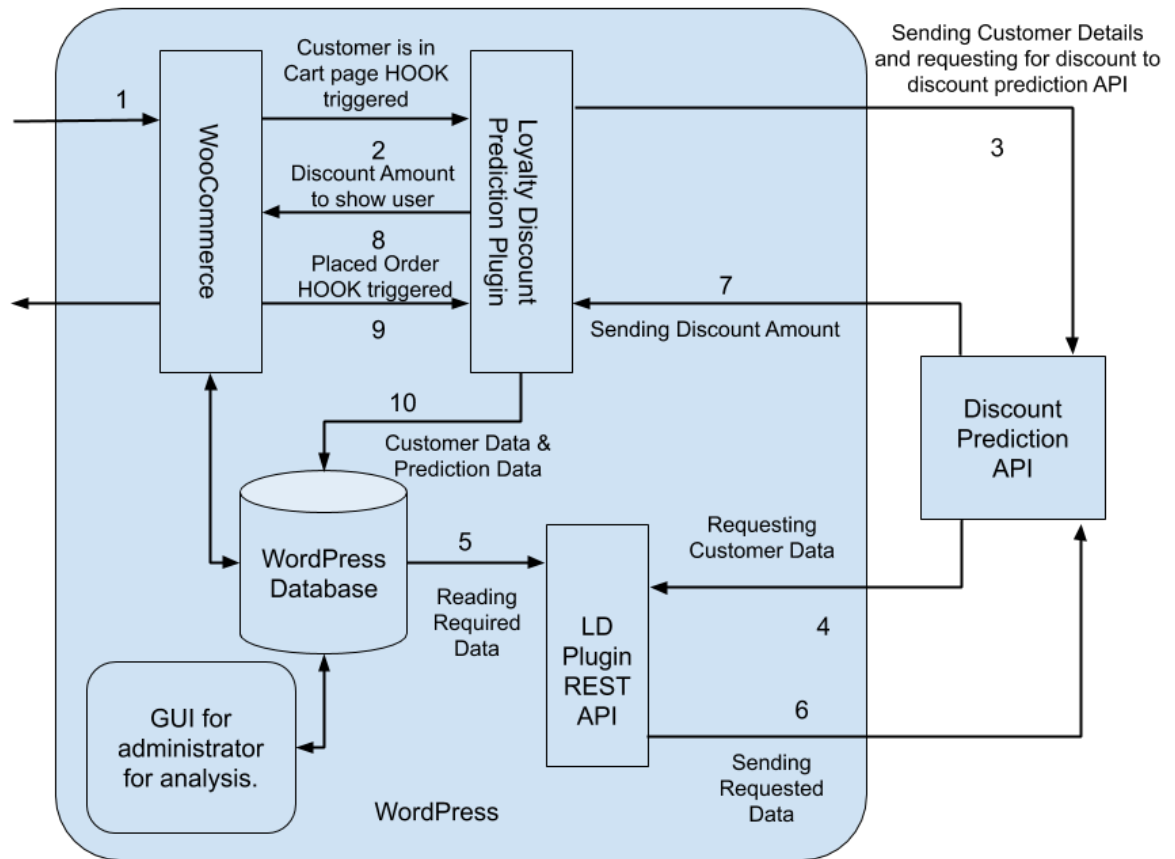 Sending Customer Details
and requesting for discount to
discount prediction API
Customer is in
Cart page HOOK
triggered
1
WooCommerce
2
Loyalty Discount
Prediction Plugin
3
Discount Amount
to show user
8
Placed Order
HOOK triggered
9
7
Sending Discount Amount
10
Customer Data &
Prediction Data
Discount
Prediction
API
WordPress
Database
5
Reading
Required
Data
Requesting
Customer Data
4
LD
Plugin
REST
API
6
Sending
Requested
Data
GUI for
administrator
for analysis.
WordPress